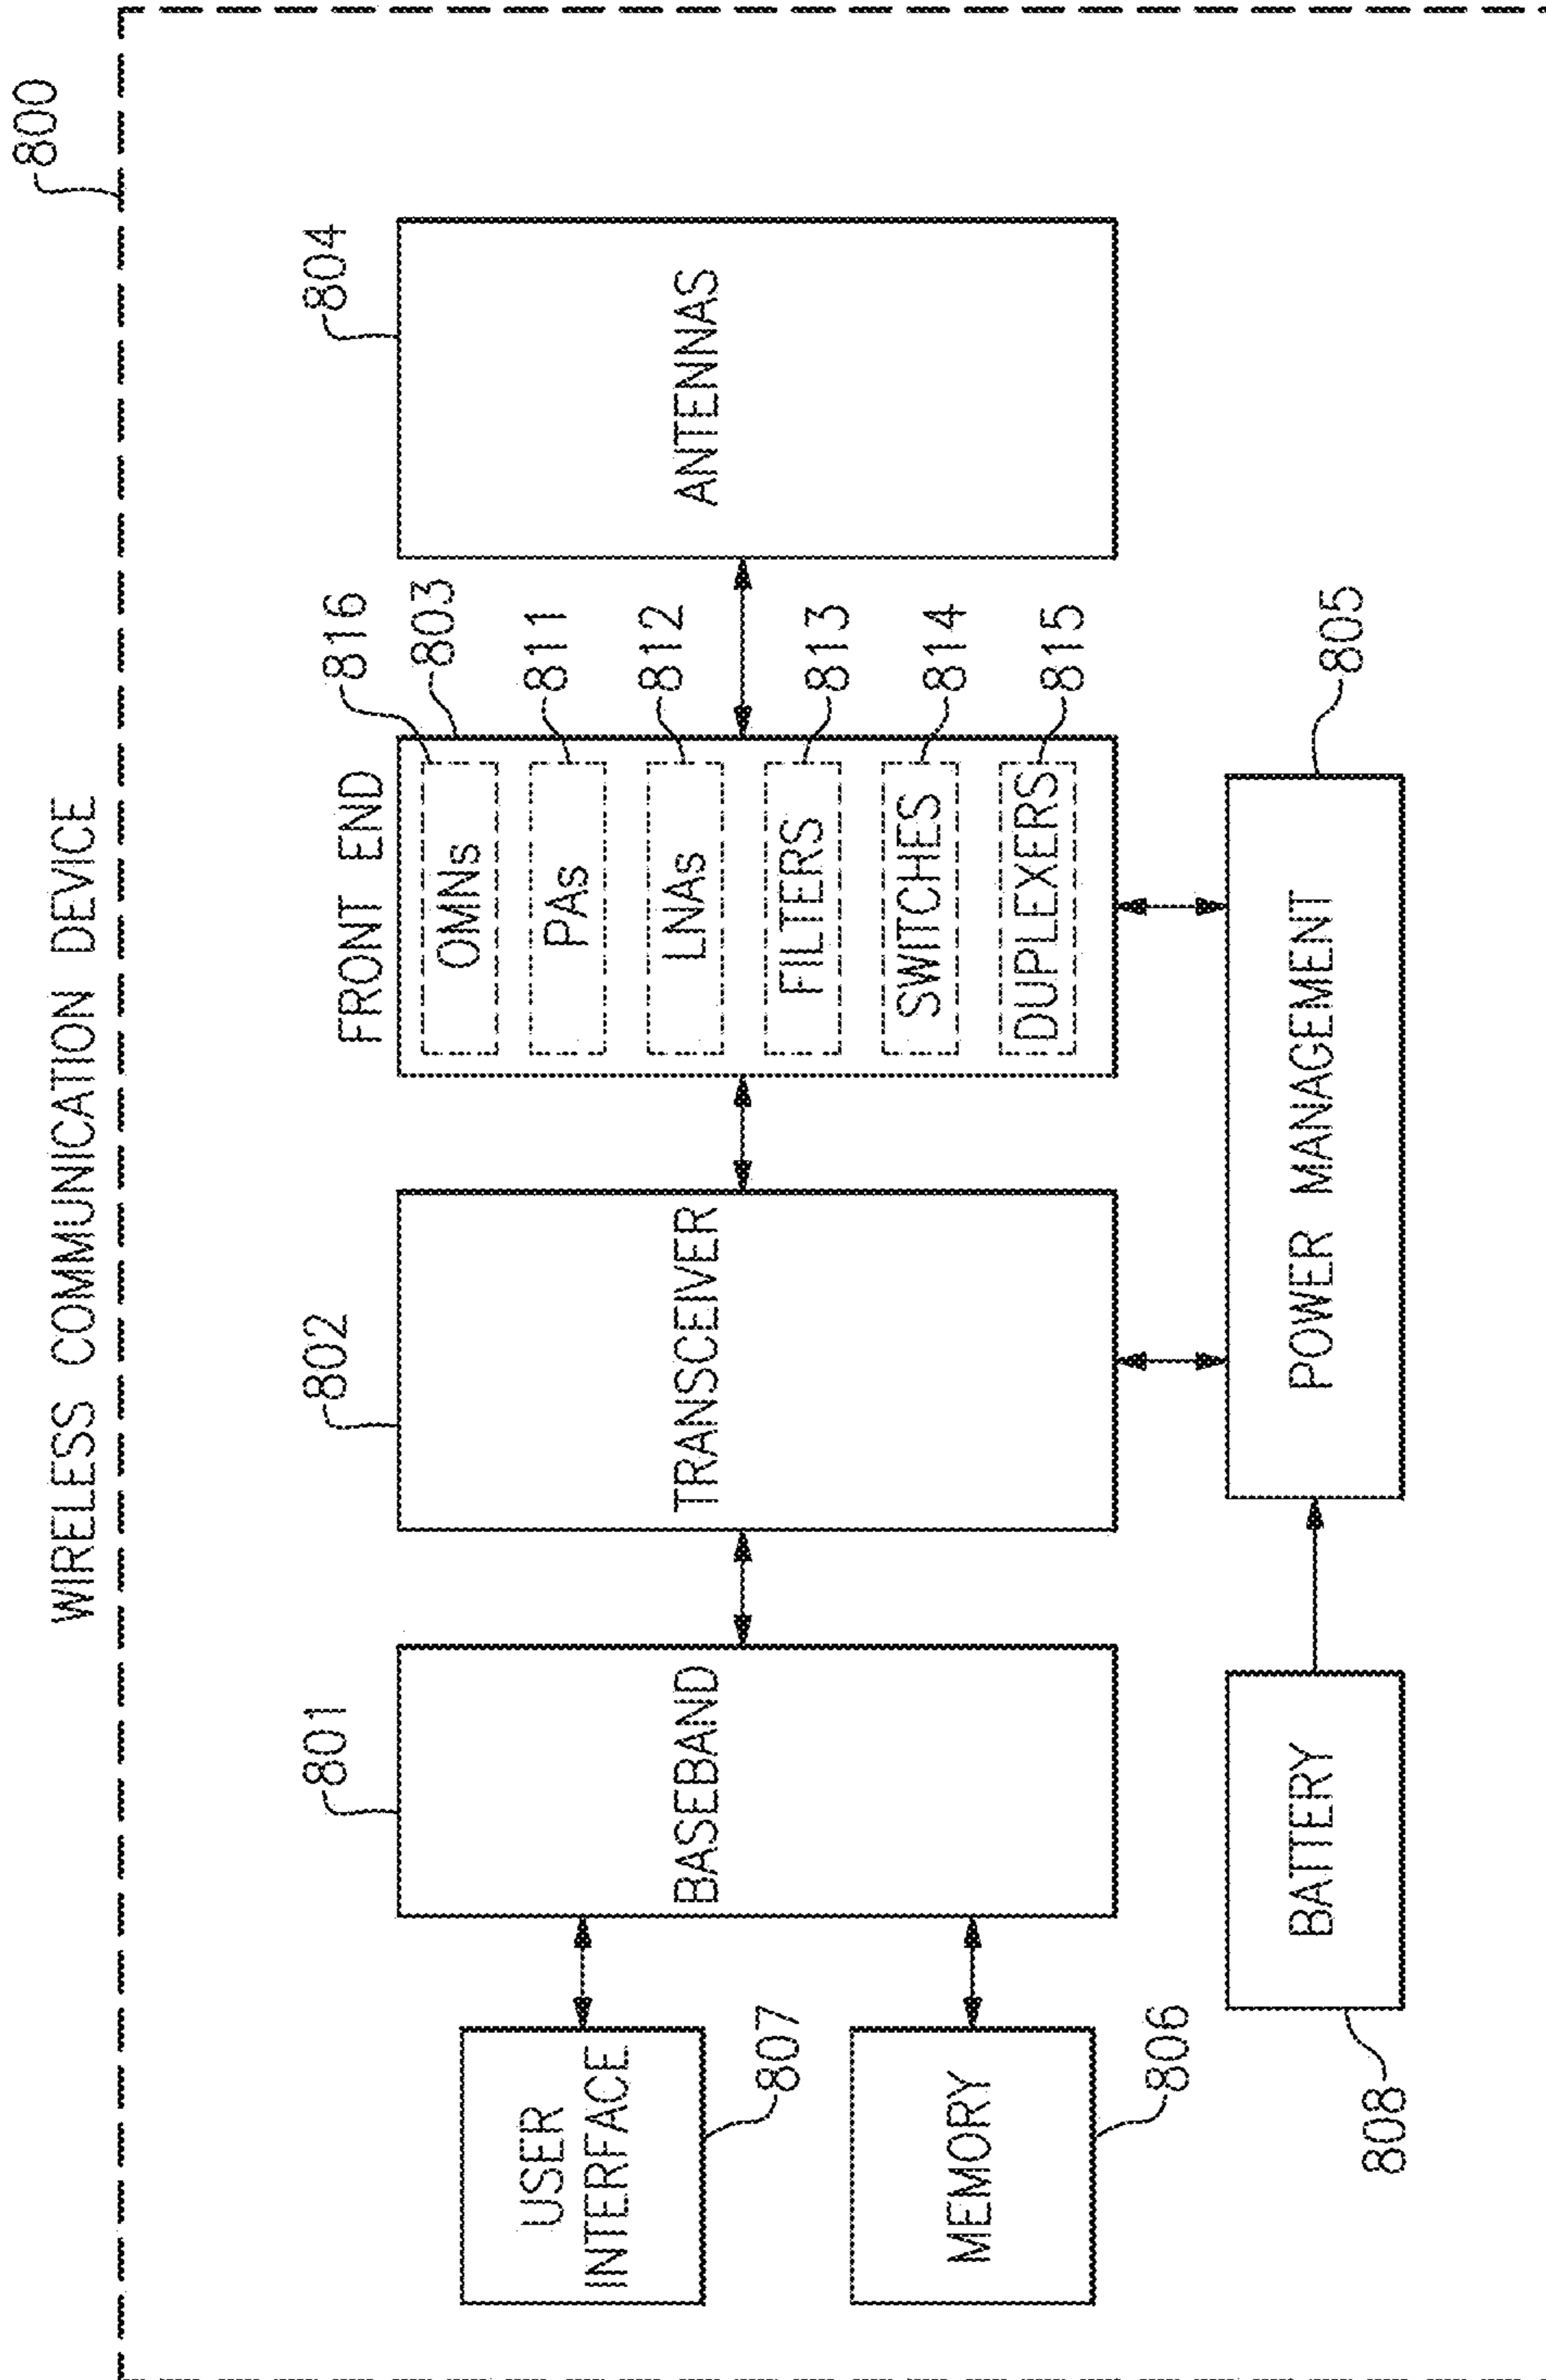 WIRELESS COMMUNICATION DEVICE
800
807
USER
INTERFACE
806
MEMORY
801
BASEBAND
802
TRANSCEIVER
FRONT END
816
803
OMNs
811
PAs
812
LNAs
813
FILTERS
814
SWITCHES
815
DUPLEXERS
804
ANTENNAS
808
BATTERY
805
POWER MANAGEMENT